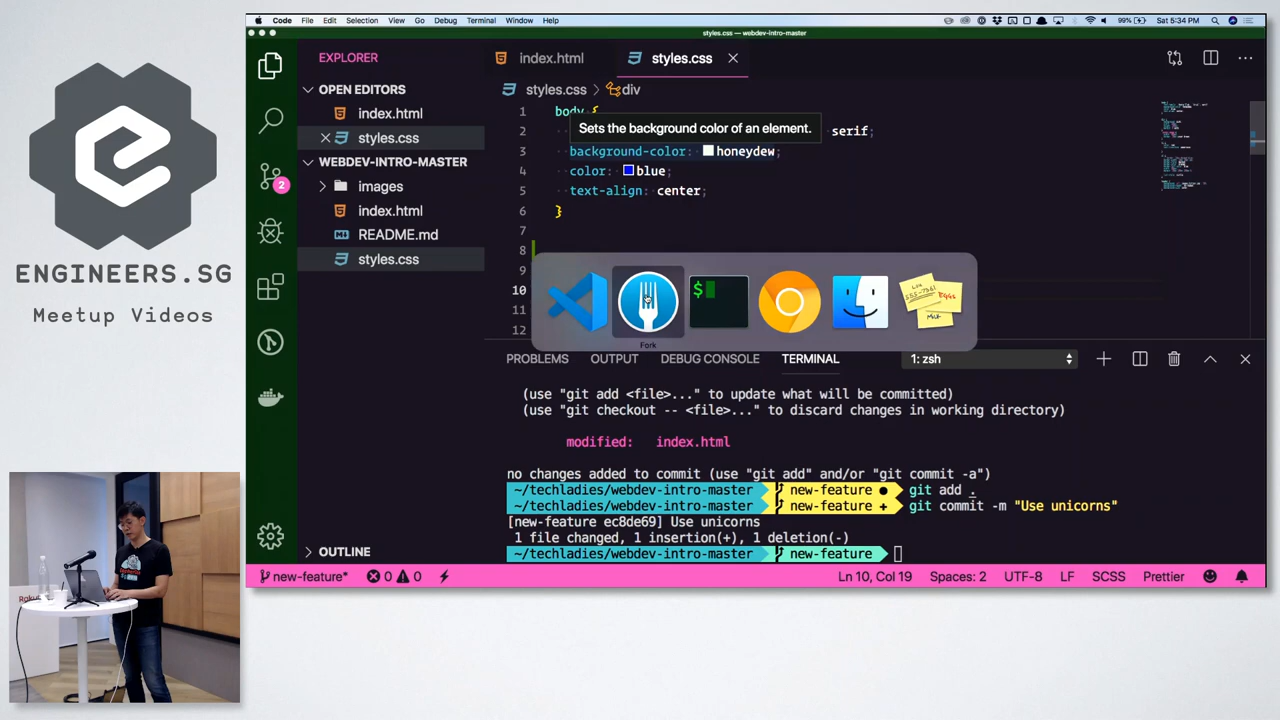 Code File Edit Selection View Go Debug Terminal Window Help
99% Sat 5:34 PM
styles.css — webdev-intro-master
EXPLORER
OPEN EDITORS
index.html
styles.css
WEBDEV-INTRO-MASTER
images
index.html
README.md
styles.css
OUTLINE
2
index.html
styles.css
styles.css > div
1 body {
Sets the background color of an element.
2 serif;
3 background-color: honeydew;
4 color: blue;
5 text-align: center;
6 }
7
8
9
10
11
12
$
Fork
PROBLEMS OUTPUT DEBUG CONSOLE TERMINAL 1: zsh
(use "git add <file>..." to update what will be committed)
(use "git checkout -- <file>..." to discard changes in working directory)
modified: index.html
no changes added to commit (use "git add" and/or "git commit -a")
~/techladies/webdev-intro-master new-feature ● git add .
~/techladies/webdev-intro-master new-feature + git commit -m "Use unicorns"
[new-feature ec8de69] Use unicorns
1 file changed, 1 insertion(+), 1 deletion(-)
~/techladies/webdev-intro-master new-feature
new-feature* 0 0 Ln 10, Col 19 Spaces: 2 UTF-8 LF SCSS Prettier
ENGINEERS.SG
Meetup Videos